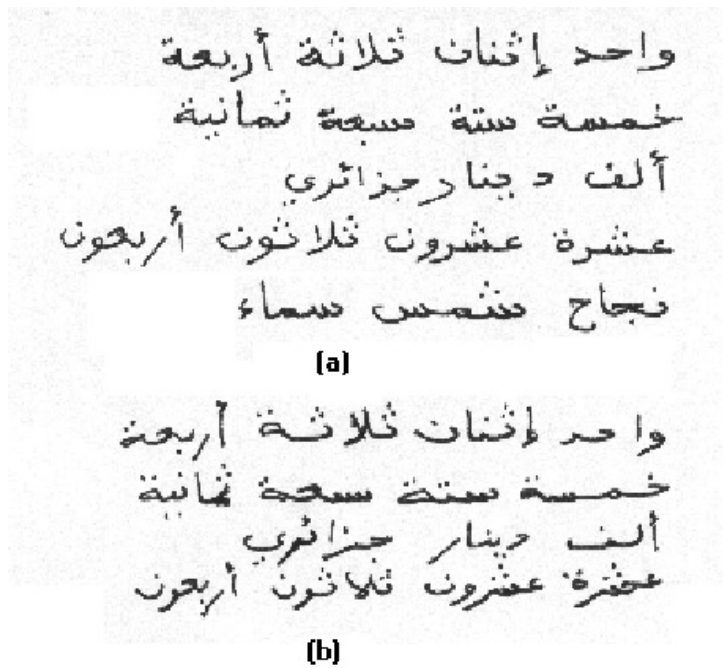 واحد إثنان ثلاثة أربعة
خمسة ستة سبعة ثمانية
ألف دينار جزائري
عشرة عشرون ثلاثون أربعون
نجاح شمس سماء
(a)
واحد إثنان ثلاثة أربعة
خمسة ستة سبعة ثمانية
ألف دينار جزائري
عشرة عشرون ثلاثون أربعون
(b)